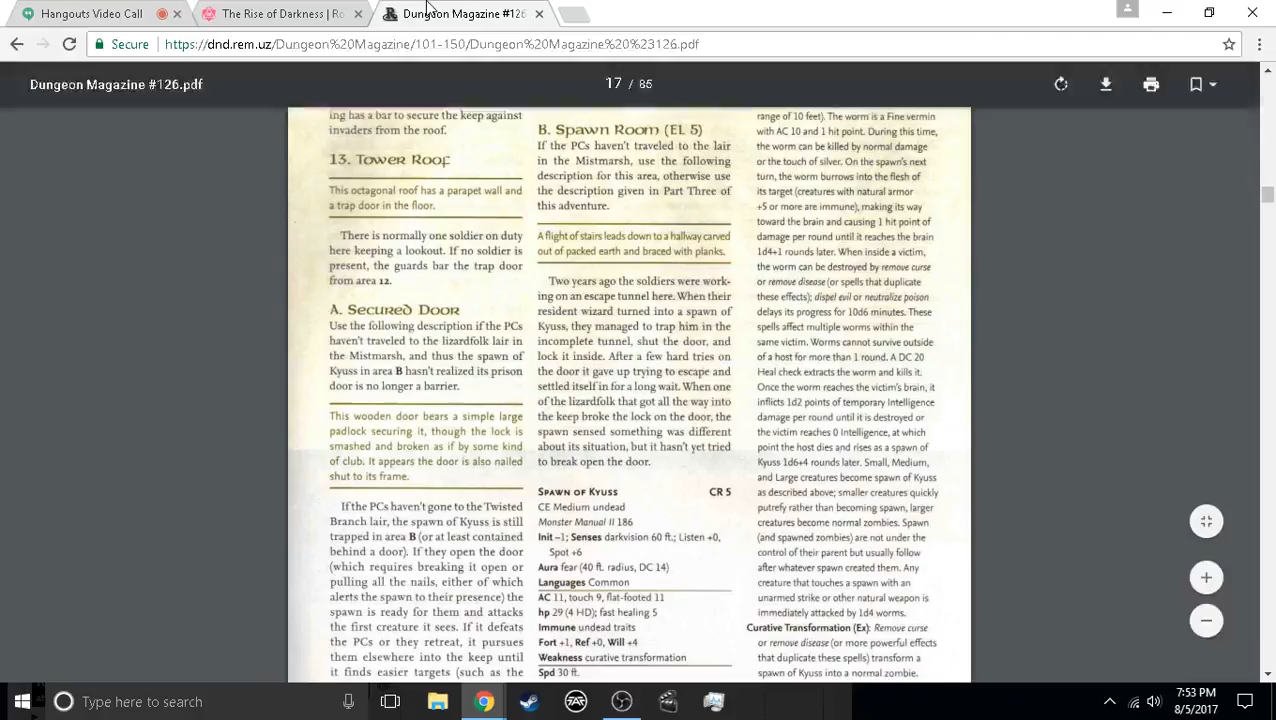 Hangouts Video Call
The Rise of Darkness | Ro
Dungeon Magazine #126
Secure
https://dnd.rem.uz/Dungeon%20Magazine/101-150/Dungeon%20Magazine%20%23126.pdf
Dungeon Magazine #126.pdf
17 / 85
ing has a bar to secure the keep against
invaders from the roof.
13. Tower Roof
This octagonal roof has a parapet wall and
a trap door in the floor.
There is normally one soldier on duty
here keeping a lookout. If no soldier is
present, the guards bar the trap door
from area 12.
A. Secured Door
Use the following description if the PCs
haven't traveled to the lizardfolk lair in
the Mistmarsh, and thus the spawn of
Kyuss in area B hasn't realized its prison
door is no longer a barrier.
This wooden door bears a simple large
padlock securing it, though the lock is
smashed and broken as if by some kind
of club. It appears the door is also nailed
shut to its frame.
If the PCs haven't gone to the Twisted
Branch lair, the spawn of Kyuss is still
trapped in area B (or at least contained
behind a door). If they open the door
(which requires breaking it open or
pulling all the nails, either of which
alerts the spawn to their presence) the
spawn is ready for them and attacks
the first creature it sees. If it defeats
the PCs or they retreat, it pursues
them elsewhere into the keep until
it finds easier targets (such as the
B. Spawn Room (EL 5)
If the PCs haven't traveled to the lair
in the Mistmarsh, use the following
description for this area, otherwise use
the description given in Part Three of
this adventure.
A flight of stairs leads down to a hallway carved
out of packed earth and braced with planks.
Two years ago the soldiers were work-
ing on an escape tunnel here. When their
resident wizard turned into a spawn of
Kyuss, they managed to trap him in the
incomplete tunnel, shut the door, and
lock it inside. After a few hard tries on
the door it gave up trying to escape and
settled itself in for a long wait. When one
of the lizardfolk that got all the way into
the keep broke the lock on the door, the
spawn sensed something was different
about its situation, but it hasn't yet tried
to break open the door.
Spawn of Kyuss CR 5
CE Medium undead
Monster Manual II 186
Init –1; Senses darkvision 60 ft.; Listen +0,
Spot +6
Aura fear (40 ft. radius, DC 14)
Languages Common
AC 11, touch 9, flat-footed 11
hp 29 (4 HD); fast healing 5
Immune undead traits
Fort +1, Ref +0, Will +4
Weakness curative transformation
Spd 30 ft.
range of 10 feet). The worm is a Fine vermin
with AC 10 and 1 hit point. During this time,
the worm can be killed by normal damage
or the touch of silver. On the spawn's next
turn, the worm burrows into the flesh of
its target (creatures with natural armor
+5 or more are immune), making its way
toward the brain and causing 1 hit point of
damage per round until it reaches the brain
1d4+1 rounds later. When inside a victim,
the worm can be destroyed by remove curse
or remove disease (or spells that duplicate
these effects); dispel evil or neutralize poison
delays its progress for 10d6 minutes. These
spells affect multiple worms within the
same victim. Worms cannot survive outside
of a host for more than 1 round. A DC 20
Heal check extracts the worm and kills it.
Once the worm reaches the victim's brain, it
inflicts 1d2 points of temporary Intelligence
damage per round until it is destroyed or
the victim reaches 0 Intelligence, at which
point the host dies and rises as a spawn of
Kyuss 1d6+4 rounds later. Small, Medium,
and Large creatures become spawn of Kyuss
as described above; smaller creatures quickly
putrefy rather than becoming spawn, larger
creatures become normal zombies. Spawn
(and spawned zombies) are not under the
control of their parent but usually follow
after whatever spawn created them. Any
creature that touches a spawn with an
unarmed strike or other natural weapon is
immediately attacked by 1d4 worms.
Curative Transformation (Ex): Remove curse
or remove disease (or more powerful effects
that duplicate these spells) transform a
spawn of Kyuss into a normal zombie.
Type here to search
7:53 PM
8/5/2017